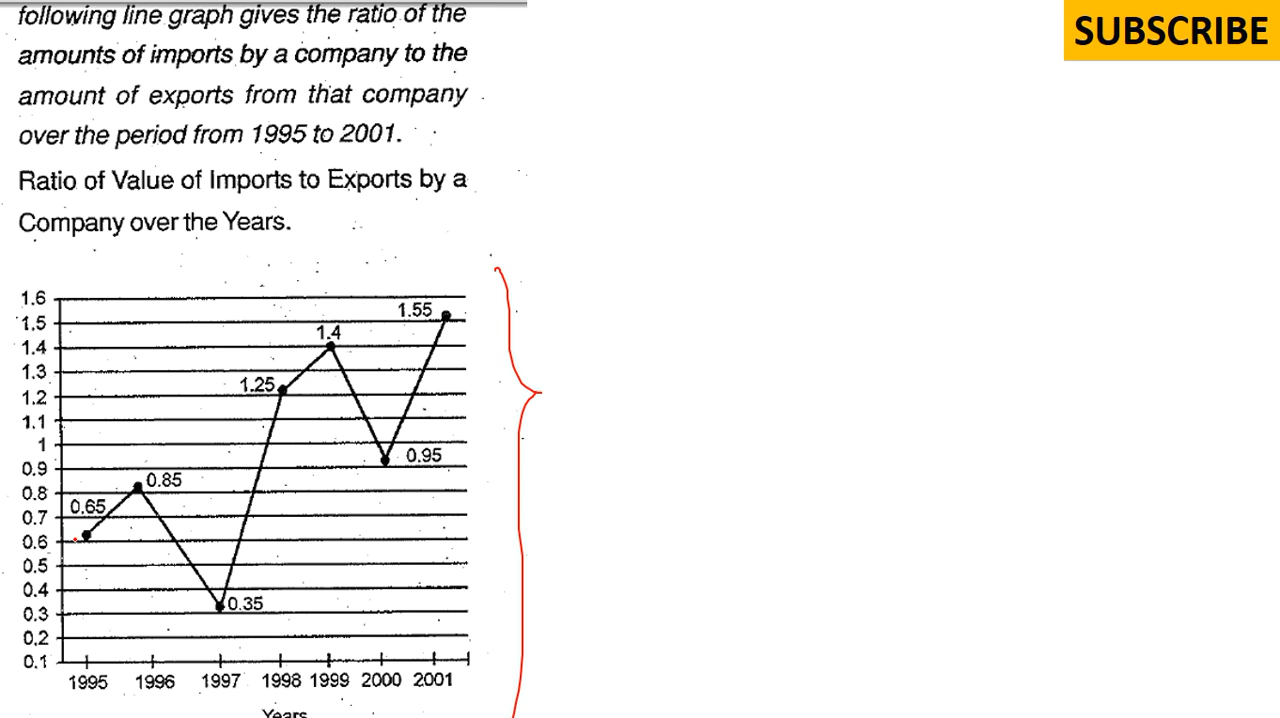 following line graph gives the ratio of the
amounts of imports by a company to the
amount of exports from that company
over the period from 1995 to 2001.
Ratio of Value of Imports to Exports by a
Company over the Years.
SUBSCRIBE
1.6
1.5
1.4
1.3
1.2
1.1
1
0.9
0.8
0.7
0.6
0.5
0.4
0.3
0.2
0.1
0.65
0.85
0.35
1.25
1.4
0.95
1.55
1995 1996 1997 1998 1999 2000 2001
Years